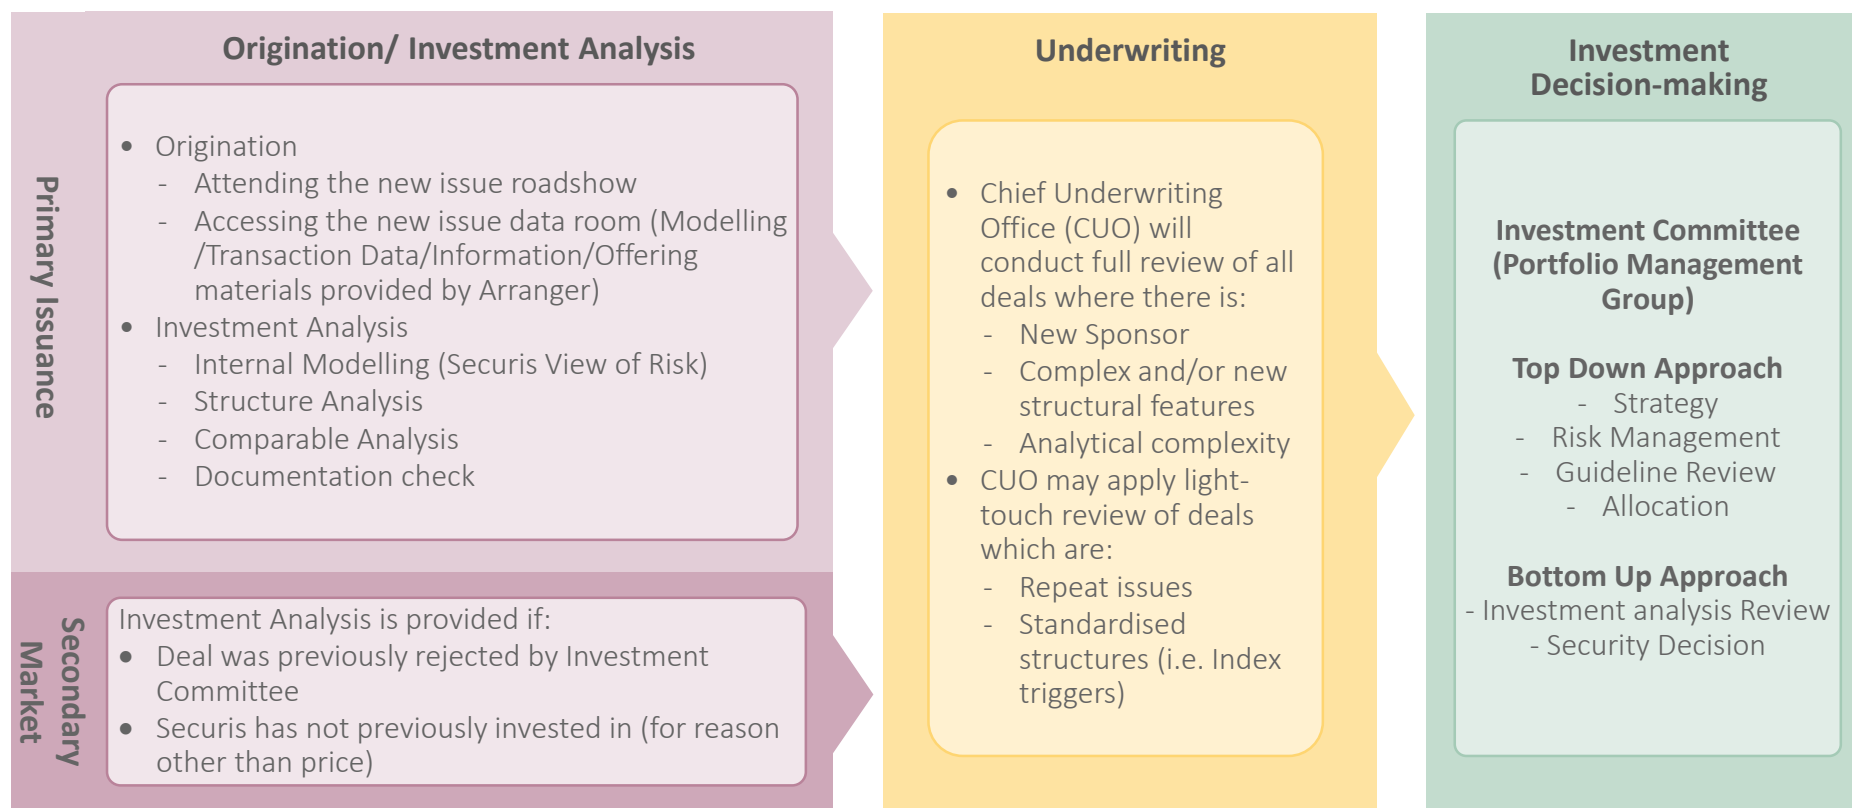 Origination/ Investment Analysis
Primary Issuance
• Origination
- Attending the new issue roadshow
- Accessing the new issue data room (Modelling
/Transaction Data/Information/Offering
materials provided by Arranger)
• Investment Analysis
- Internal Modelling (Securis View of Risk)
- Structure Analysis
- Comparable Analysis
- Documentation check
Secondary
Market
Investment Analysis is provided if:
• Deal was previously rejected by Investment
Committee
• Securis has not previously invested in (for reason
other than price)
Underwriting
• Chief Underwriting
Office (CUO) will
conduct full review of all
deals where there is:
- New Sponsor
- Complex and/or new
structural features
- Analytical complexity
• CUO may apply light-
touch review of deals
which are:
- Repeat issues
- Standardised
structures (i.e. Index
triggers)
Investment
Decision-making
Investment Committee
(Portfolio Management
Group)
Top Down Approach
- Strategy
- Risk Management
- Guideline Review
- Allocation
Bottom Up Approach
- Investment analysis Review
- Security Decision